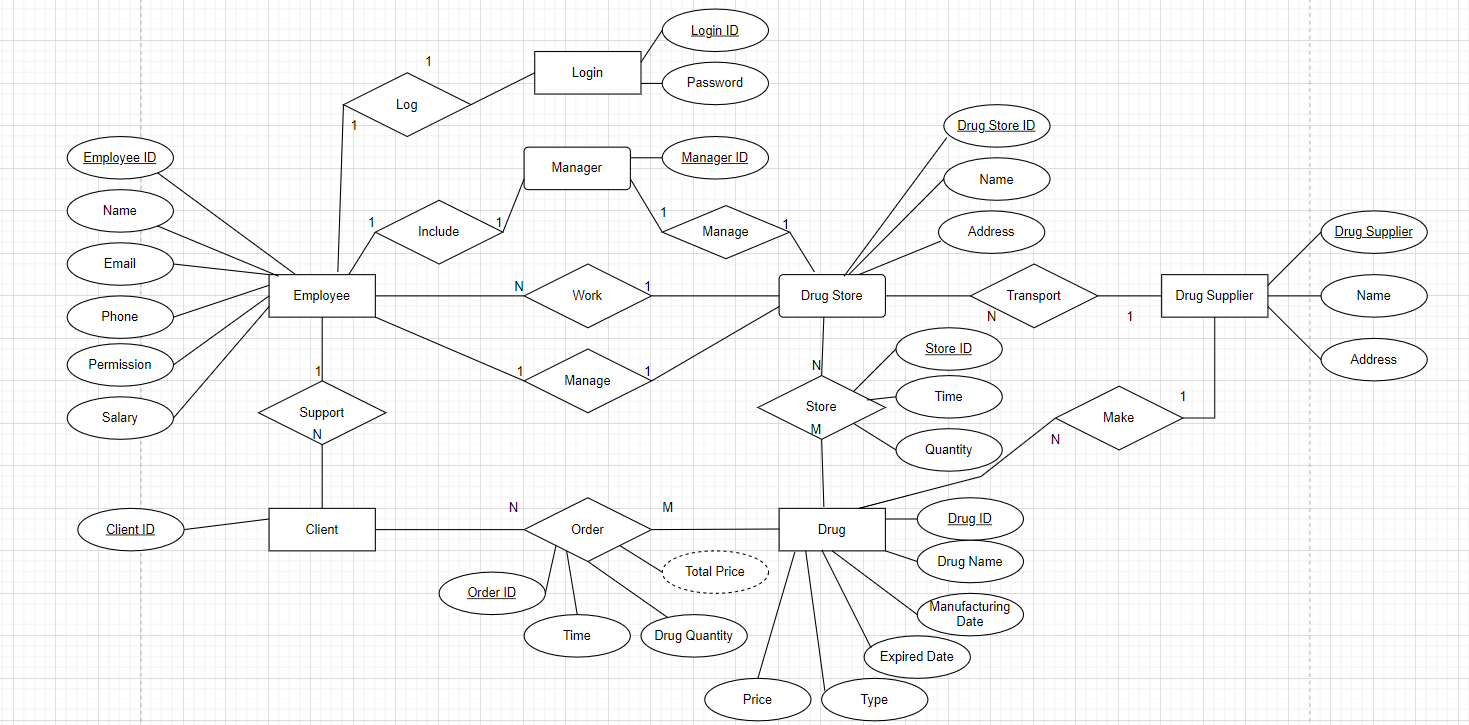 Login ID
1
Login
Password
Log
1
Drug Store ID
Employee ID
Manager
Manager ID
Name
Name
1
Include
1
1
Manage
1
Address
Drug Supplier
Email
Employee
N
Work
1
Drug Store
Transport
Drug Supplier
Name
Phone
N
1
Permission
1
1
Manage
1
N
Store ID
Address
Salary
Support
N
Store
M
Time
Make
1
N
Quantity
N
M
Client ID
Client
Order
Drug
Drug ID
Total Price
Drug Name
Order ID
Manufacturing
Date
Time
Drug Quantity
Expired Date
Price
Type